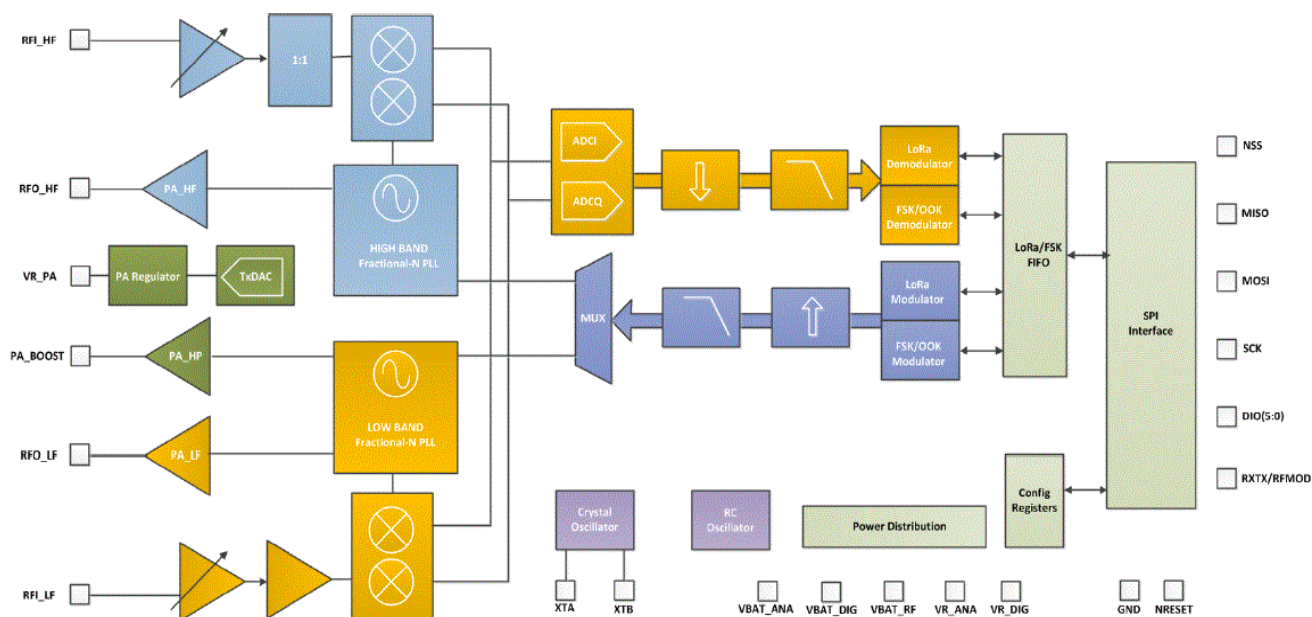 RFI_HF
1:1
RFO_HF
PA_HF
HIGH BAND
Fractional-N PLL
VR_PA
PA Regulator
TxDAC
PA_BOOST
PA_HP
LOW BAND
Fractional-N PLL
RFO_LF
PA_LF
RFI_LF
ADCI
ADCQ
MUX
LoRa
Demodulator
FSK/OOK
Demodulator
LoRa
Modulator
FSK/OOK
Modulator
LoRa/FSK
FIFO
SPI
Interface
NSS
MISO
MOSI
SCK
DIO(5:0)
RXTX/RFMOD
Crystal
Oscillator
RC
Oscillator
Power Distribution
Config
Registers
XTA
XTB
VBAT_ANA
VBAT_DIG
VBAT_RF
VR_ANA
VR_DIG
GND
NRESET